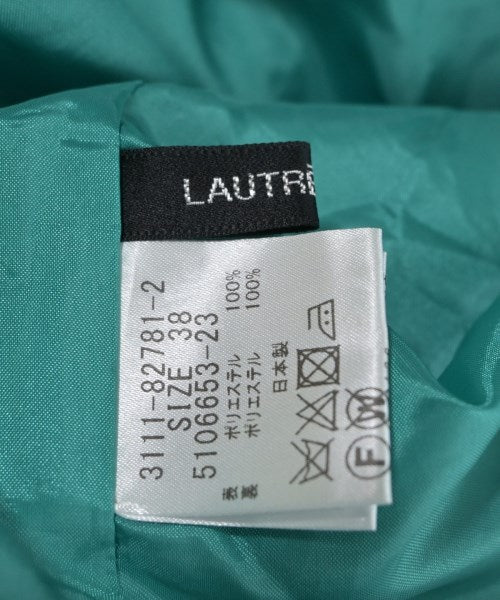 LAUTRÉ
3111-82781-2
SIZE 38
5106653-23
表 ポリエステル 100%
裏 ポリエステル 100%
日本製
F W